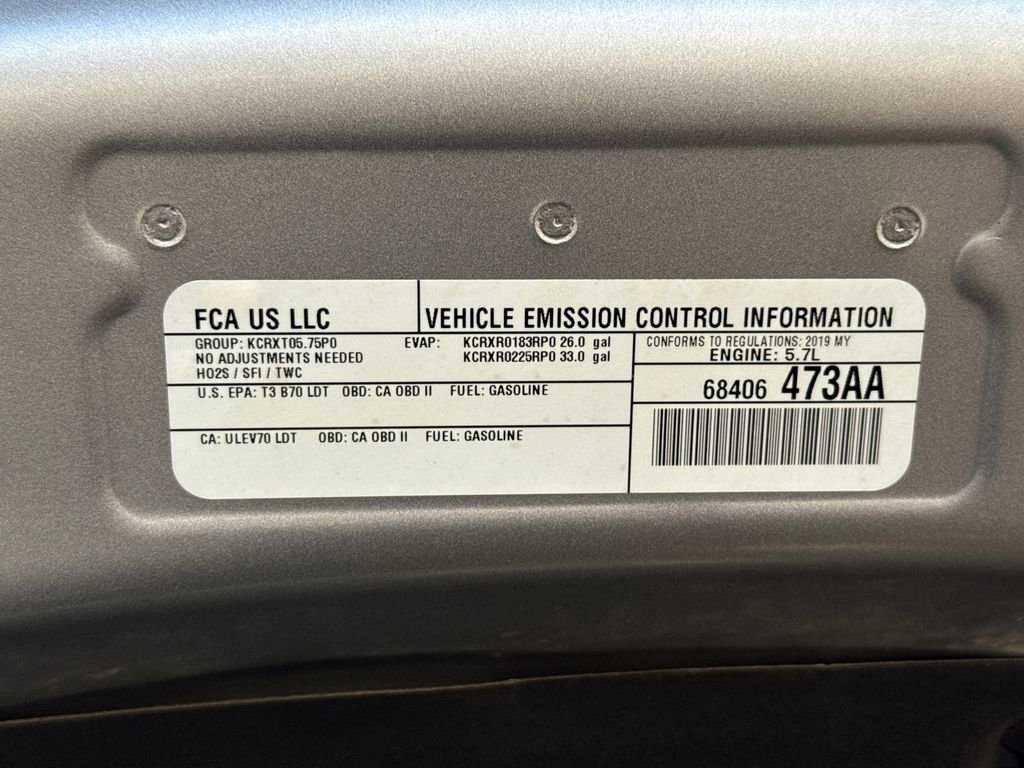 FCA US LLC
VEHICLE EMISSION CONTROL INFORMATION
GROUP: KCRXT05.75P0
NO ADJUSTMENTS NEEDED
HO2S / SFI / TWC
EVAP: KCRXR0183RP0 26.0 gal
KCRXR0225RP0 33.0 gal
CONFORMS TO REGULATIONS: 2019 MY
ENGINE: 5.7L
68406 473AA
U.S. EPA: T3 B70 LDT OBD: CA OBD II FUEL: GASOLINE
CA: ULEV70 LDT OBD: CA OBD II FUEL: GASOLINE